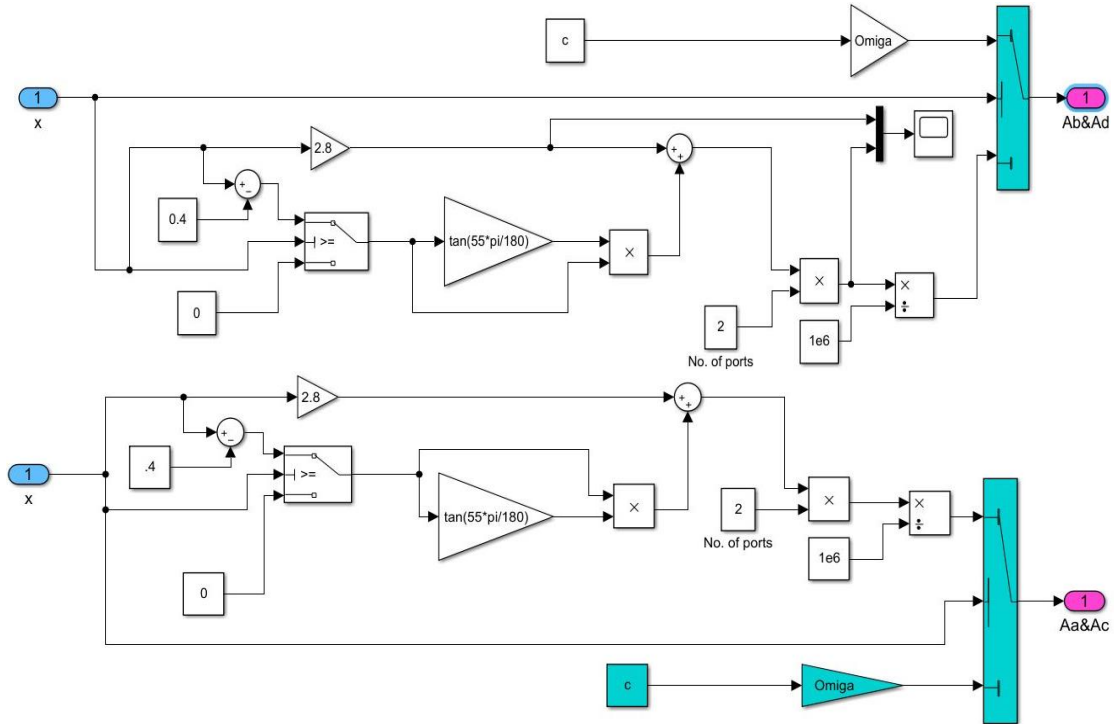 c
Omiga
1
x
1
Ab&Ad
2.8
+
−
+
+
0.4
>=
tan(55*pi/180)
×
0
×
2
No. of ports
×
÷
1e6
2.8
+
−
+
+
.4
>=
1
x
tan(55*pi/180)
×
0
×
2
No. of ports
×
÷
1e6
1
Aa&Ac
c
Omiga